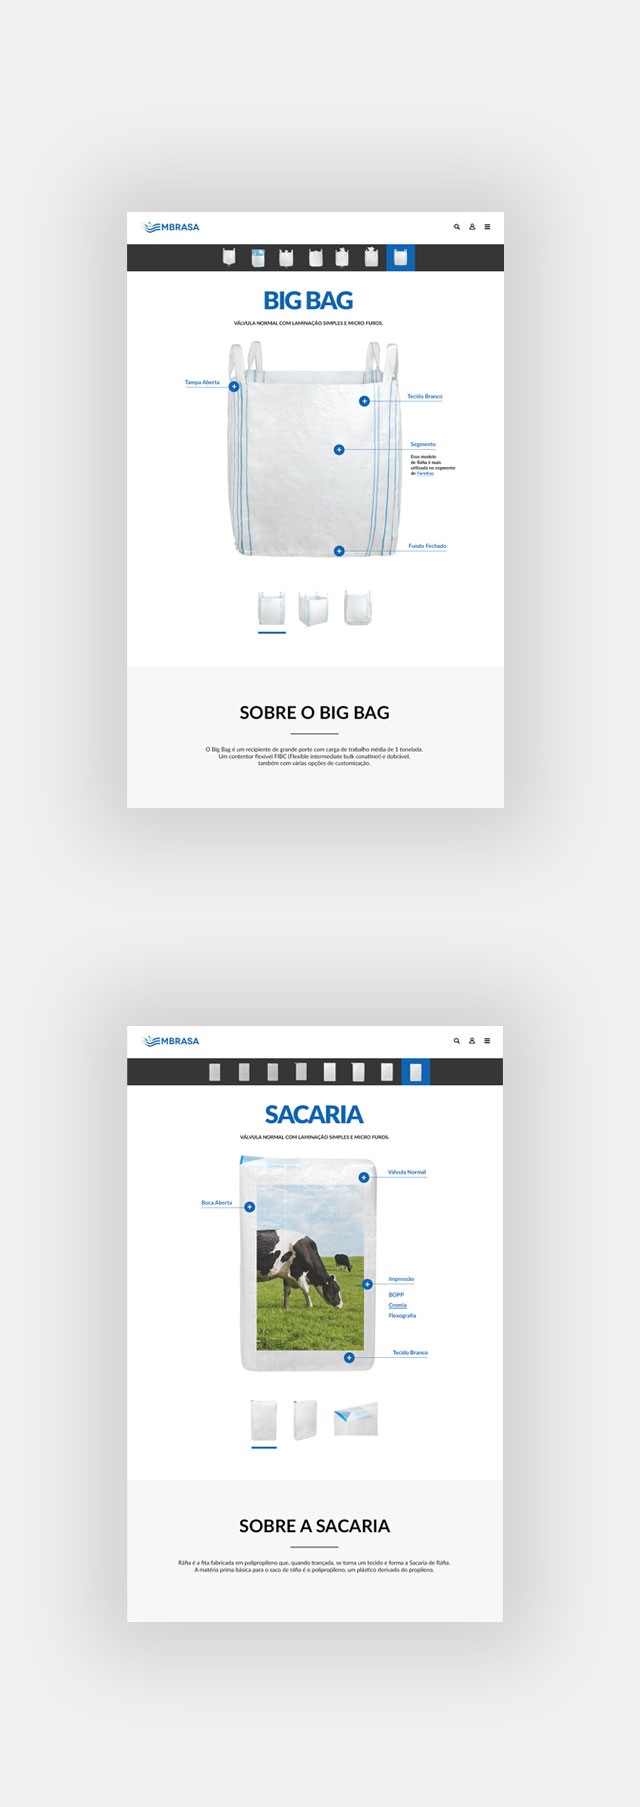 EMBRASA
BIG BAG
VÁLVULA NORMAL COM LAMINAÇÃO SIMPLES E MICRO FUROS.
Tampa Aberta
Tecido Branco
Segmento
Esse modelo
de Ráfia é mais
utilizada no segmento
de Farinhas
Fundo Fechado
SOBRE O BIG BAG
O Big Bag é um recipiente de grande porte com carga de trabalho média de 1 tonelada.
Um contentor flexível FIBC (Flexible intermediate bulk conatiner) e dobrável,
também com várias opções de customização.
EMBRASA
SACARIA
VÁLVULA NORMAL COM LAMINAÇÃO SIMPLES E MICRO FUROS.
Válvula Normal
Boca Aberta
Impressão
BOPP
Cromia
Flexografia
Tecido Branco
SOBRE A SACARIA
Ráfia é a fita fabricada em polipropileno que, quando trançada, se torna um tecido e forma a Sacaria de Ráfia.
A matéria prima básica para o saco de ráfia é o polipropileno, um plástico derivado do propileno.